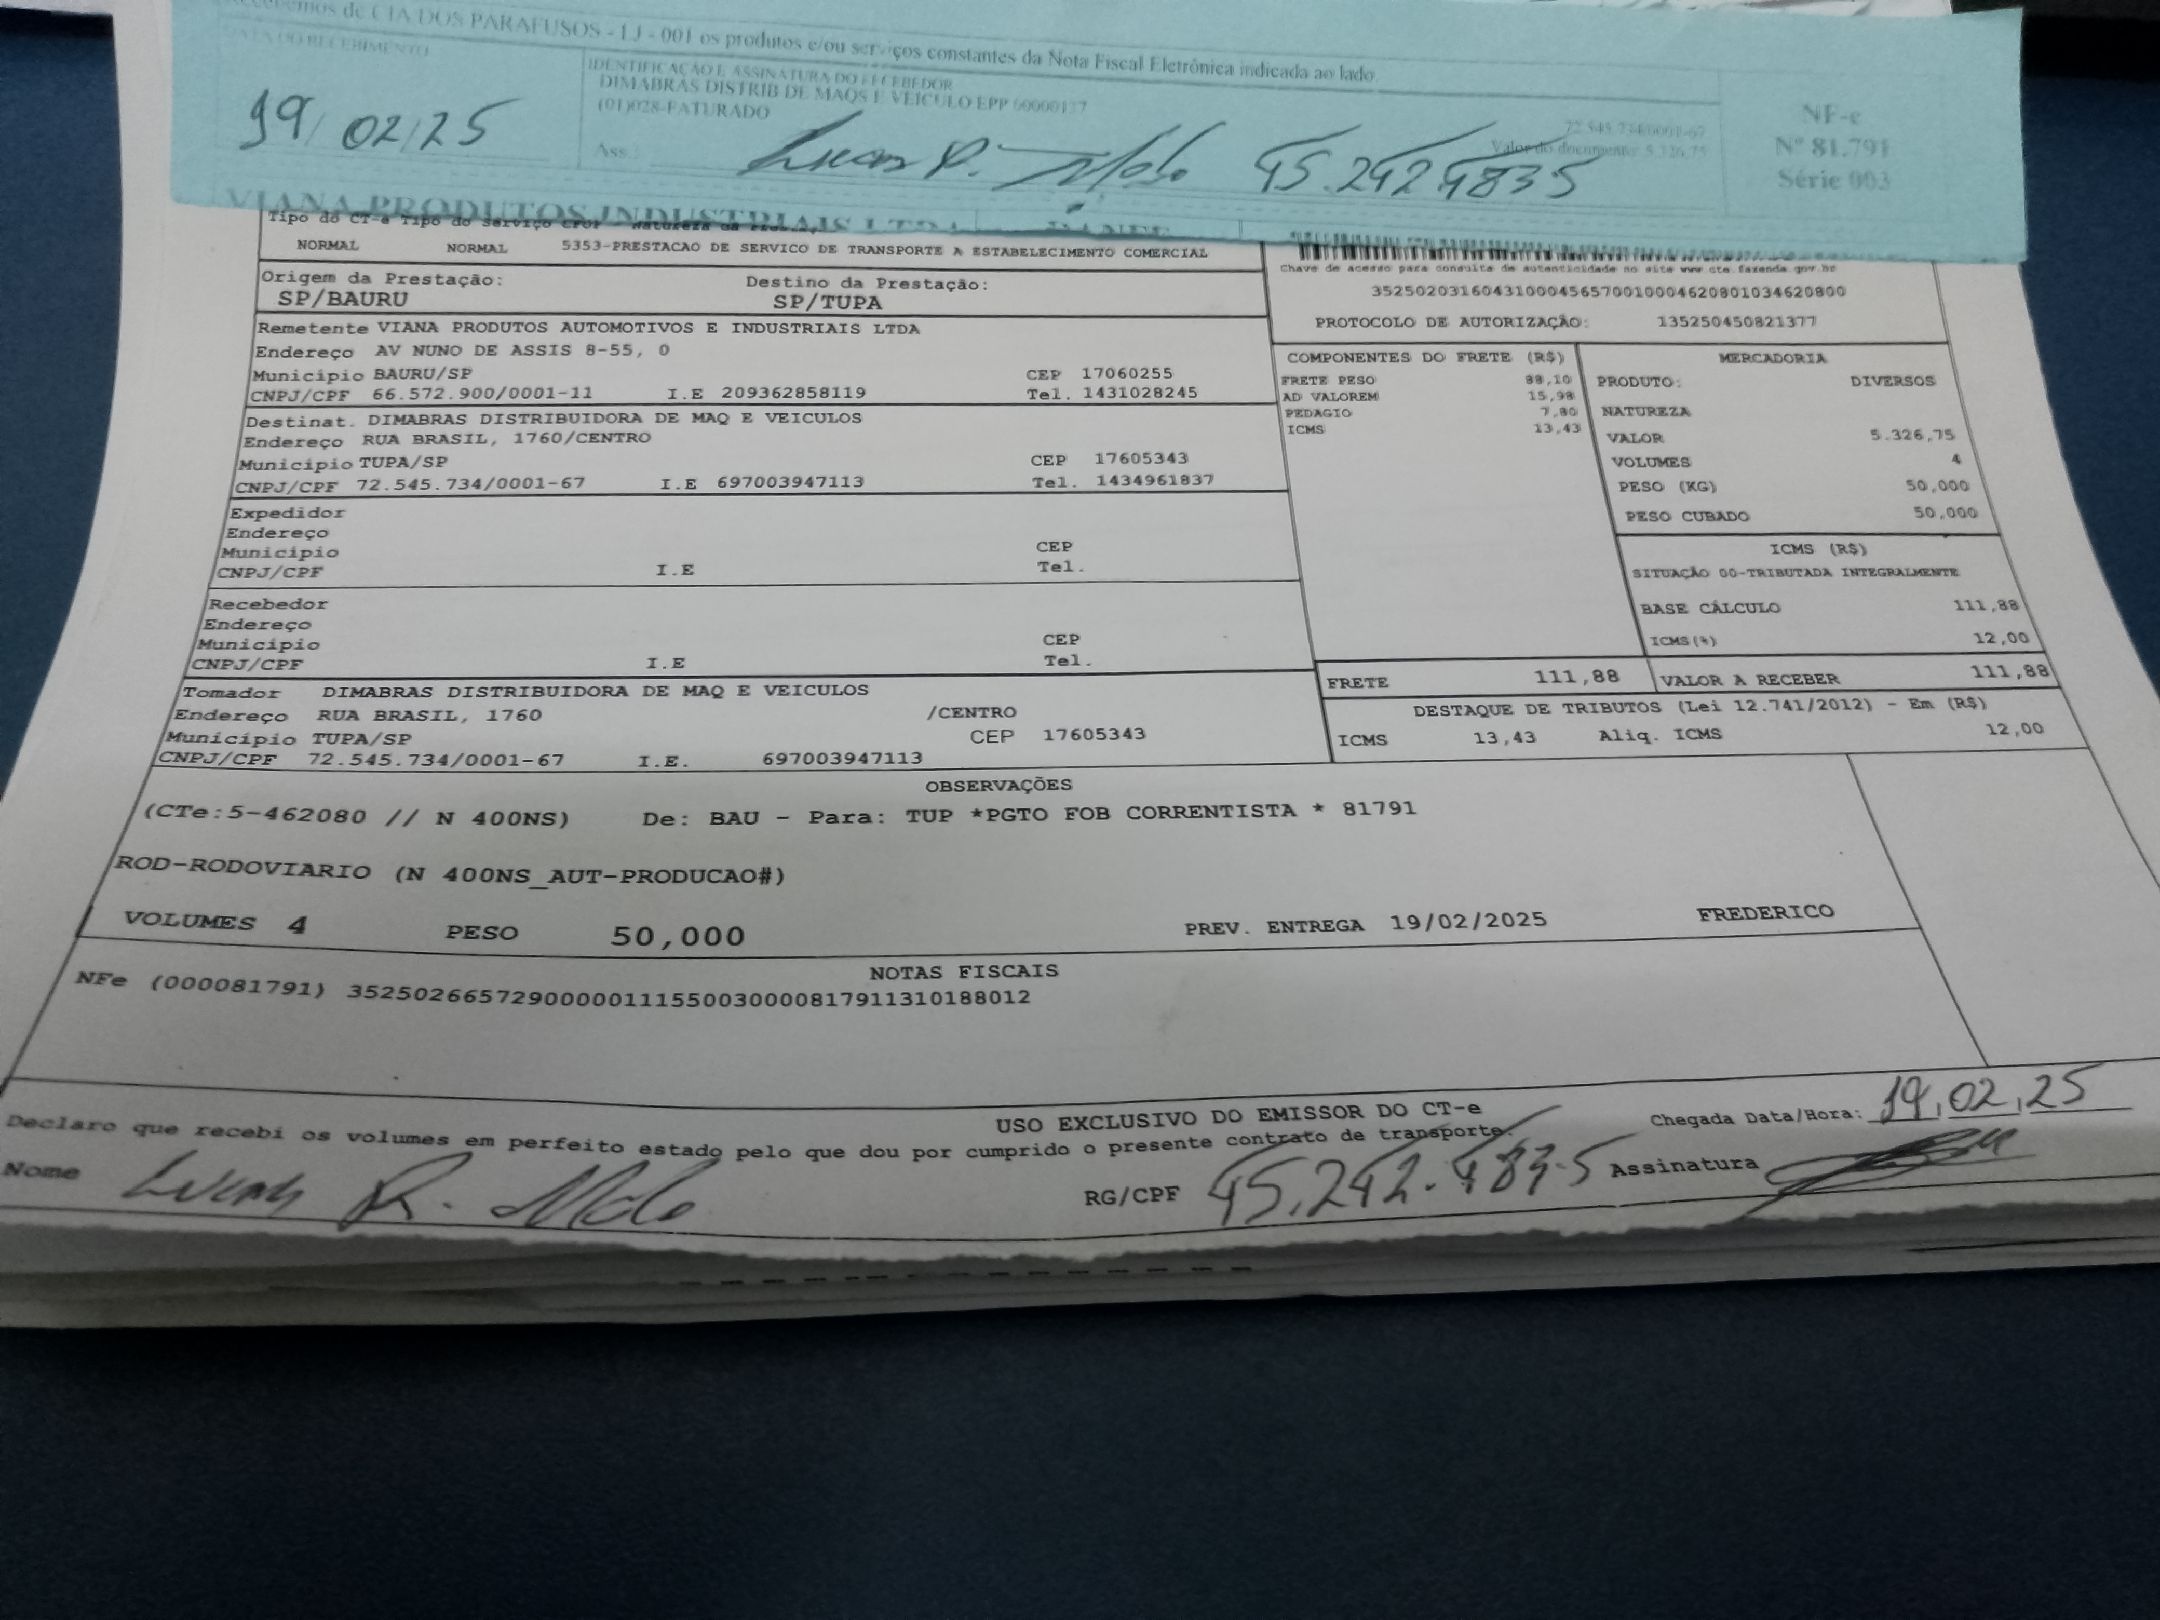 de CIA DOS PARAFUSOS - LJ - 001 os produtos e/ou serviços constantes da Nota Fiscal Eletrônica indicada ao lado.
DATA DO RECEBIMENTO
IDENTIFICAÇÃO E ASSINATURA DO RECEBEDOR
DIMABRAS DISTRIB DE MAQS E VEICULO EPP 00000137
(01)028-FATURADO
72.545.734/0001-67
Valor do documento: 5.326,75
NF-e
Nº 81.791
Série 003
19/02/25
Ass.: Lucas R. 45.242.483 5
VIANA PRODUTOS INDUSTRIAIS LTDA DANFE
Tipo do CT-e Tipo do Serviço CFOP
NORMAL NORMAL 5353-PRESTACAO DE SERVICO DE TRANSPORTE A ESTABELECIMENTO COMERCIAL
Chave de acesso para consulta de autenticidade no site www cte.fazenda.gov.br
35250203160431000456570010004620801034620800
Origem da Prestação: Destino da Prestação:
SP/BAURU SP/TUPA
PROTOCOLO DE AUTORIZAÇÃO: 135250450821377
Remetente VIANA PRODUTOS AUTOMOTIVOS E INDUSTRIAIS LTDA
Endereço AV NUNO DE ASSIS 8-55, 0
Município BAURU/SP CEP 17060255
CNPJ/CPF 66.572.900/0001-11 I.E 209362858119 Tel. 1431028245
Destinat. DIMABRAS DISTRIBUIDORA DE MAQ E VEICULOS
Endereço RUA BRASIL, 1760/CENTRO
Município TUPA/SP CEP 17605343
CNPJ/CPF 72.545.734/0001-67 I.E 697003947113 Tel. 1434961837
Expedidor
Endereço
Município CEP
CNPJ/CPF I.E Tel.
Recebedor
Endereço
Município CEP
CNPJ/CPF I.E Tel.
Tomador DIMABRAS DISTRIBUIDORA DE MAQ E VEICULOS
Endereço RUA BRASIL, 1760 /CENTRO
Município TUPA/SP CEP 17605343
CNPJ/CPF 72.545.734/0001-67 I.E. 697003947113
COMPONENTES DO FRETE (R$)
FRETE PESO
AD VALOREM 15,98
PEDAGIO 7,80
ICMS 13,43
MERCADORIA
PRODUTO: DIVERSOS
NATUREZA
VALOR 5.326,75
VOLUMES 4
PESO (KG) 50,000
PESO CUBADO 50,000
ICMS (R$)
SITUAÇÃO 00-TRIBUTADA INTEGRALMENTE
BASE CÁLCULO 111,88
ICMS(%) 12,00
FRETE 111,88 VALOR A RECEBER 111,88
DESTAQUE DE TRIBUTOS (Lei 12.741/2012) - Em (R$)
ICMS 13,43 Aliq. ICMS 12,00
OBSERVAÇÕES
(CTe:5-462080 // N 400NS) De: BAU - Para: TUP *PGTO FOB CORRENTISTA * 81791
ROD-RODOVIARIO (N 400NS_AUT-PRODUCAO#)
VOLUMES 4 PESO 50,000 PREV. ENTREGA 19/02/2025 FREDERICO
NOTAS FISCAIS
NFe (000081791) 35250266572900000111550030000817911310188012
USO EXCLUSIVO DO EMISSOR DO CT-e
Chegada Data/Hora: 19,02,25
Declaro que recebi os volumes em perfeito estado pelo que dou por cumprido o presente contrato de transporte.
Nome Lucas R. RG/CPF 45.242.483-5 Assinatura